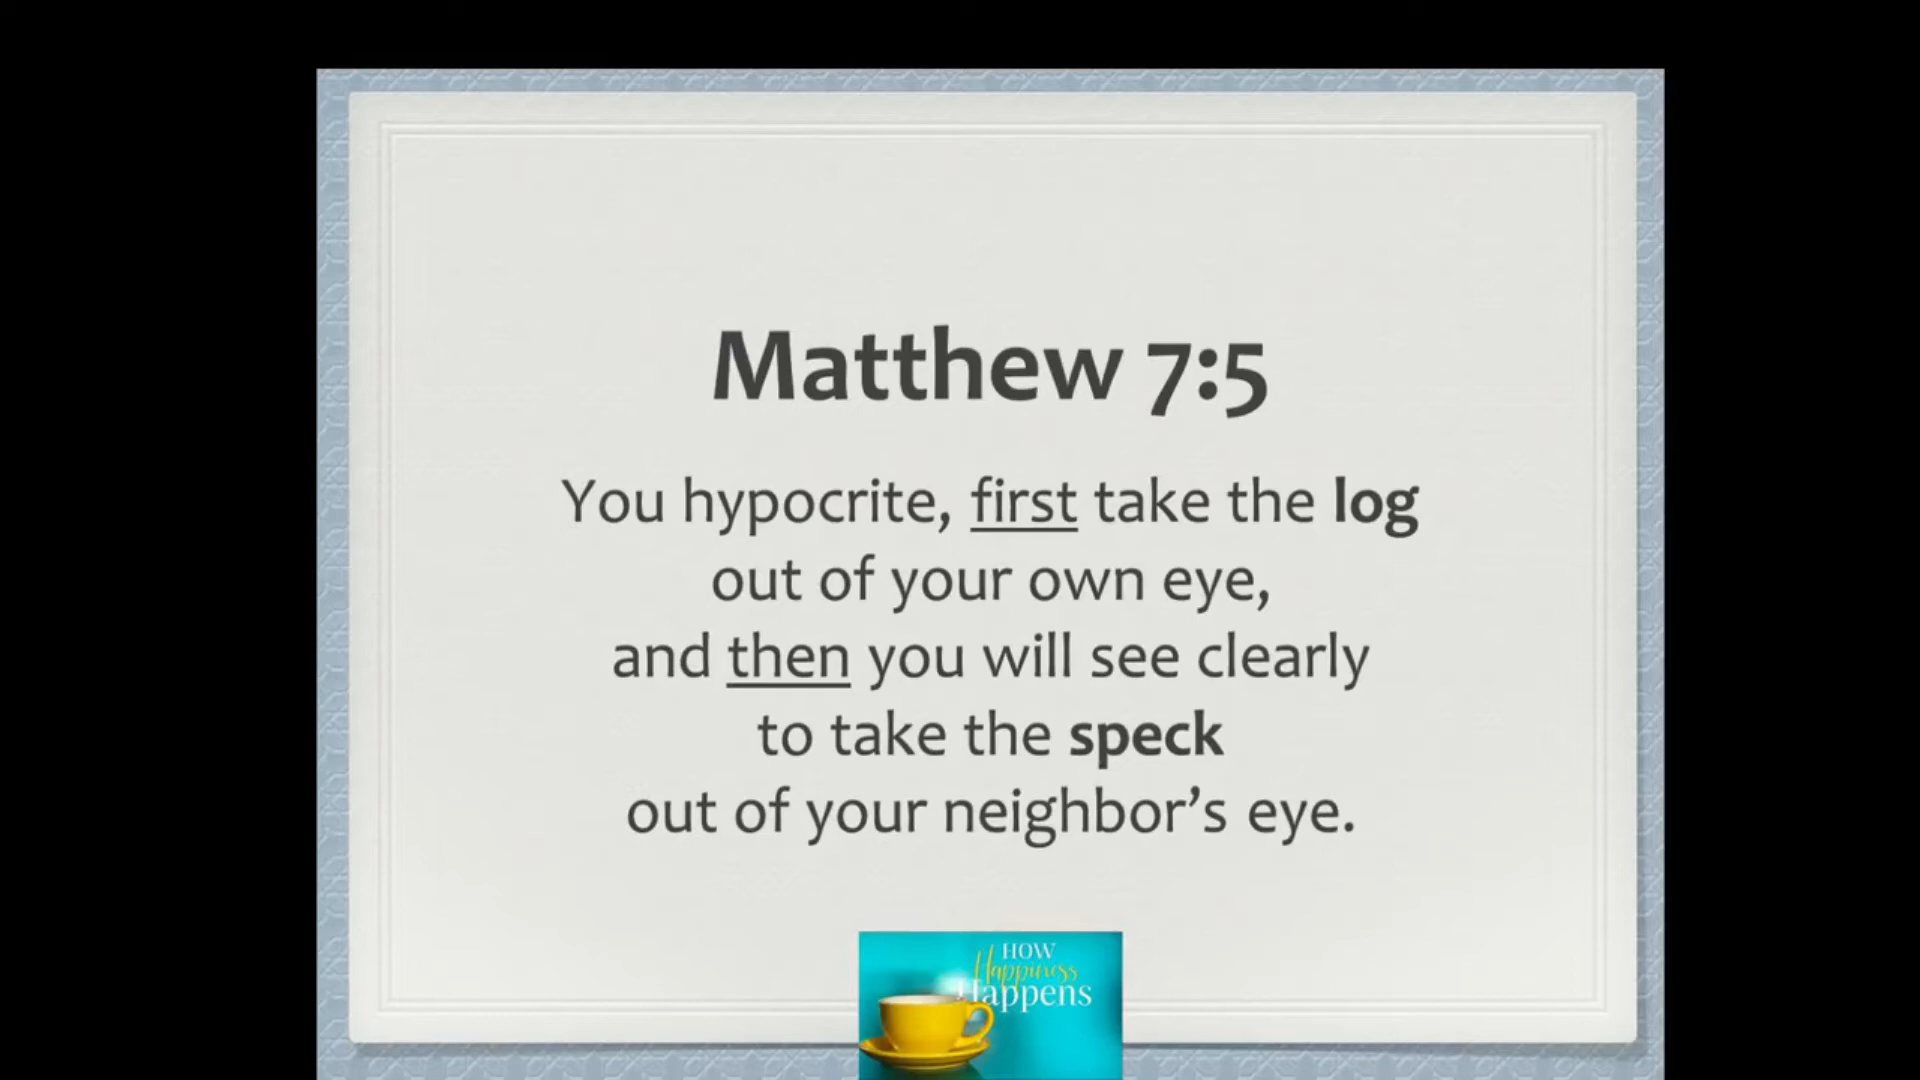 Matthew 7:5
You hypocrite, first take the log
out of your own eye,
and then you will see clearly
to take the speck
out of your neighbor’s eye.
HOW
Happiness
Happens